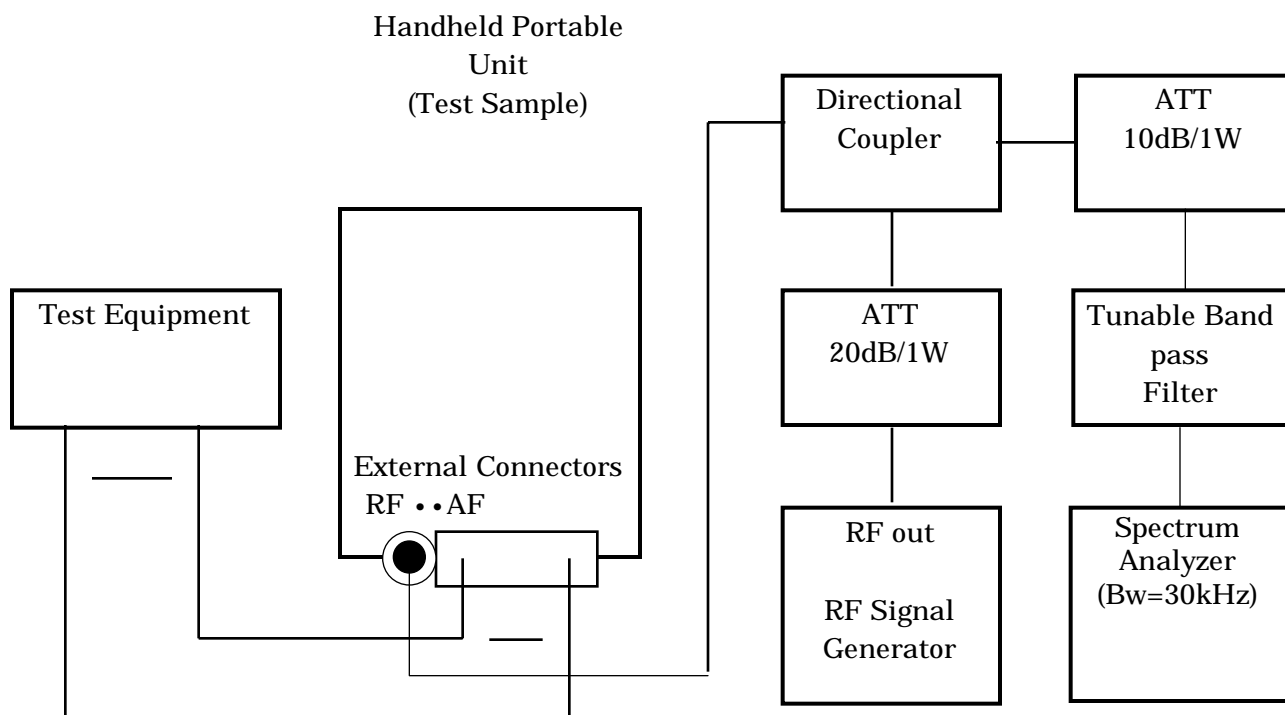 Handheld Portable
Unit
(Test Sample)
Directional
Coupler
ATT
10dB/1W
Test Equipment
ATT
20dB/1W
Tunable Band
pass
Filter
External Connectors
RF • • AF
RF out
RF Signal
Generator
Spectrum
Analyzer
(Bw=30kHz)